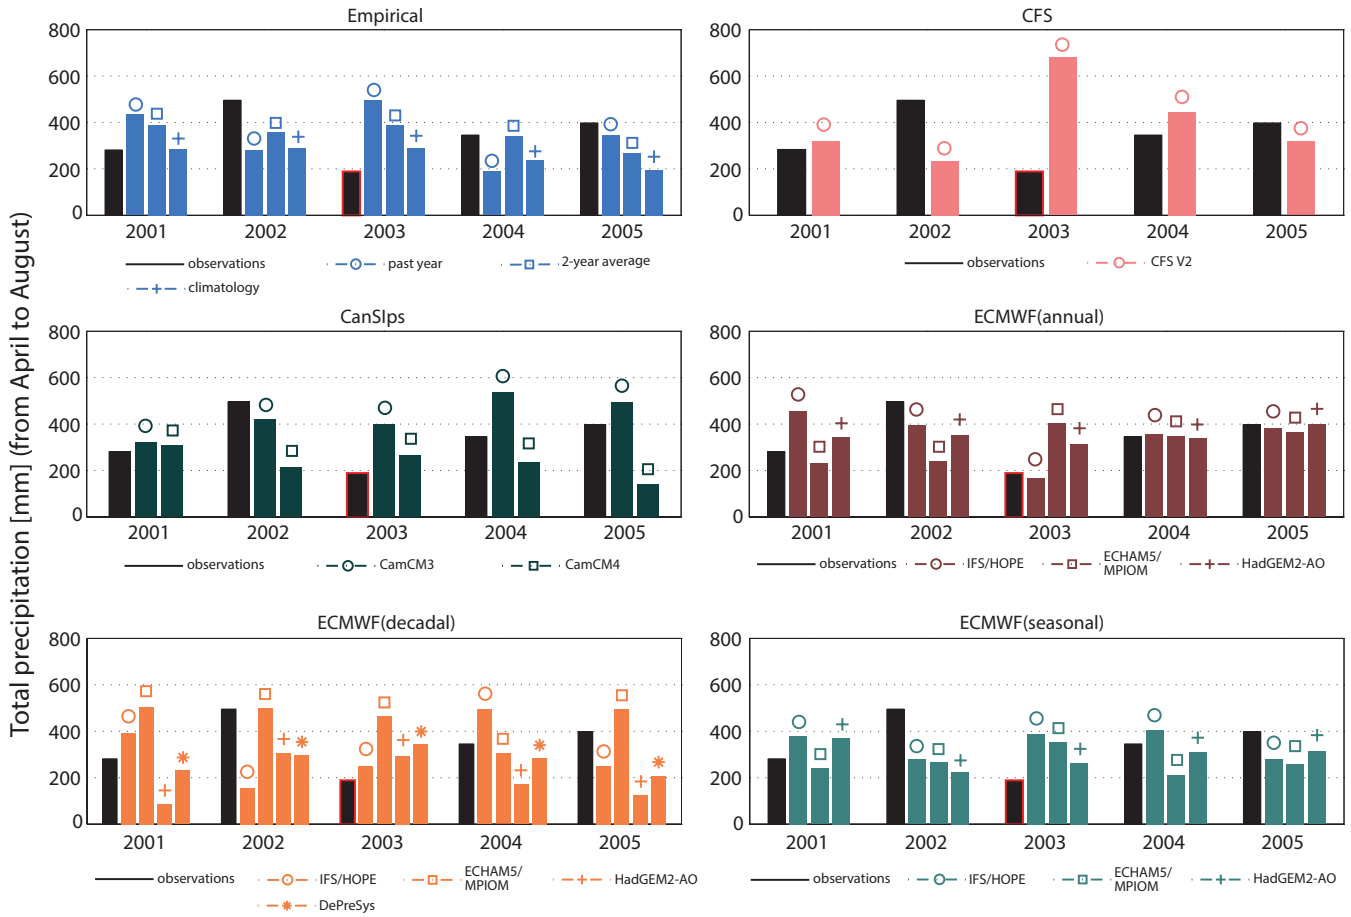 Total precipitation [mm] (from April to August)
Empirical
800
600
400
200
0
2001 2002 2003 2004 2005
observations past year 2-year average
climatology
CFS
800
600
400
200
0
2001 2002 2003 2004 2005
observations CFS V2
CanSIps
800
600
400
200
0
2001 2002 2003 2004 2005
observations CamCM3 CamCM4
ECMWF(annual)
800
600
400
200
0
2001 2002 2003 2004 2005
observations IFS/HOPE ECHAM5/ HadGEM2-AO
MPIOM
ECMWF(decadal)
800
600
400
200
0
2001 2002 2003 2004 2005
observations IFS/HOPE ECHAM5/ HadGEM2-AO
MPIOM
DePreSys
ECMWF(seasonal)
800
600
400
200
0
2001 2002 2003 2004 2005
observations IFS/HOPE ECHAM5/ HadGEM2-AO
MPIOM